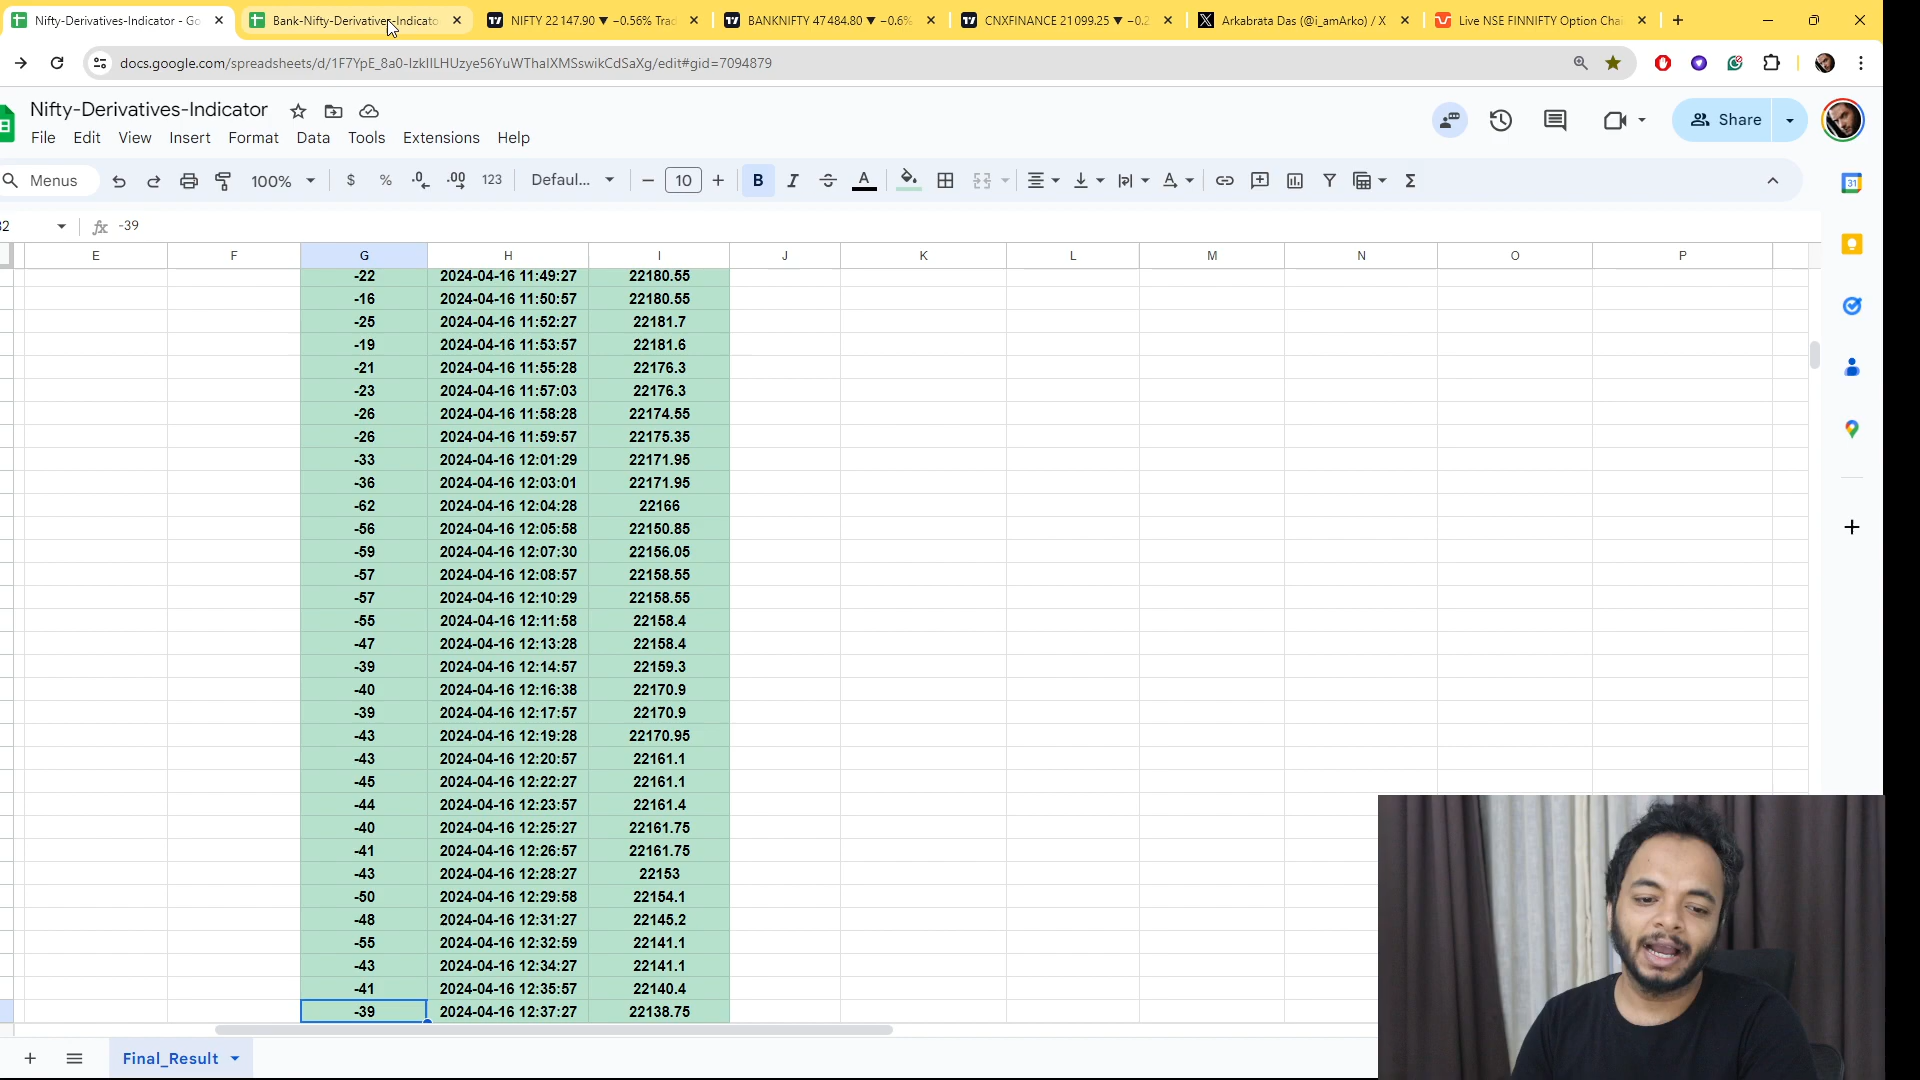 Nifty-Derivatives-Indicator - Go
Bank-Nifty-Derivatives-Indicato
NIFTY 22 147.90 ▼ −0.56% Trad
BANKNIFTY 47 484.80 ▼ −0.6%
CNXFINANCE 21 099.25 ▼ −0.2
Arkabrata Das (@i_amArko) / X
Live NSE FINNIFTY Option Cha
docs.google.com/spreadsheets/d/1F7YpE_8a0-IzkIILHUzye56YuWThaIXMSswikCdSaXg/edit#gid=7094879
Nifty-Derivatives-Indicator
Share
File Edit View Insert Format Data Tools Extensions Help
Menus 100% $ % .0 .00 123 Defaul... − 10 + B I A Σ
31
2 fx -39
E F G H I J K L M N O P
-22 2024-04-16 11:49:27 22180.55
-16 2024-04-16 11:50:57 22180.55
-25 2024-04-16 11:52:27 22181.7
-19 2024-04-16 11:53:57 22181.6
-21 2024-04-16 11:55:28 22176.3
-23 2024-04-16 11:57:03 22176.3
-26 2024-04-16 11:58:28 22174.55
-26 2024-04-16 11:59:57 22175.35
-33 2024-04-16 12:01:29 22171.95
-36 2024-04-16 12:03:01 22171.95
-62 2024-04-16 12:04:28 22166
-56 2024-04-16 12:05:58 22150.85
-59 2024-04-16 12:07:30 22156.05
-57 2024-04-16 12:08:57 22158.55
-57 2024-04-16 12:10:29 22158.55
-55 2024-04-16 12:11:58 22158.4
-47 2024-04-16 12:13:28 22158.4
-39 2024-04-16 12:14:57 22159.3
-40 2024-04-16 12:16:38 22170.9
-39 2024-04-16 12:17:57 22170.9
-43 2024-04-16 12:19:28 22170.95
-43 2024-04-16 12:20:57 22161.1
-45 2024-04-16 12:22:27 22161.1
-44 2024-04-16 12:23:57 22161.4
-40 2024-04-16 12:25:27 22161.75
-41 2024-04-16 12:26:57 22161.75
-43 2024-04-16 12:28:27 22153
-50 2024-04-16 12:29:58 22154.1
-48 2024-04-16 12:31:27 22145.2
-55 2024-04-16 12:32:59 22141.1
-43 2024-04-16 12:34:27 22141.1
-41 2024-04-16 12:35:57 22140.4
-39 2024-04-16 12:37:27 22138.75
Final_Result